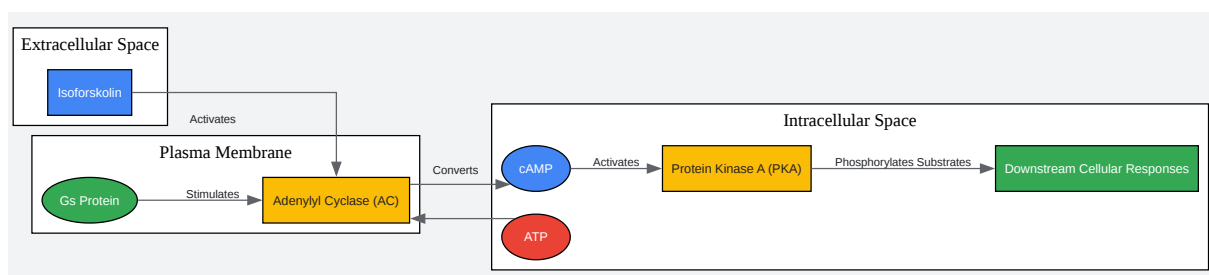 Extracellular Space
Isoforskolin
Activates
Plasma Membrane
Gs Protein
Stimulates
Adenylyl Cyclase (AC)
Converts
Intracellular Space
cAMP
Activates
Protein Kinase A (PKA)
Phosphorylates Substrates
Downstream Cellular Responses
ATP